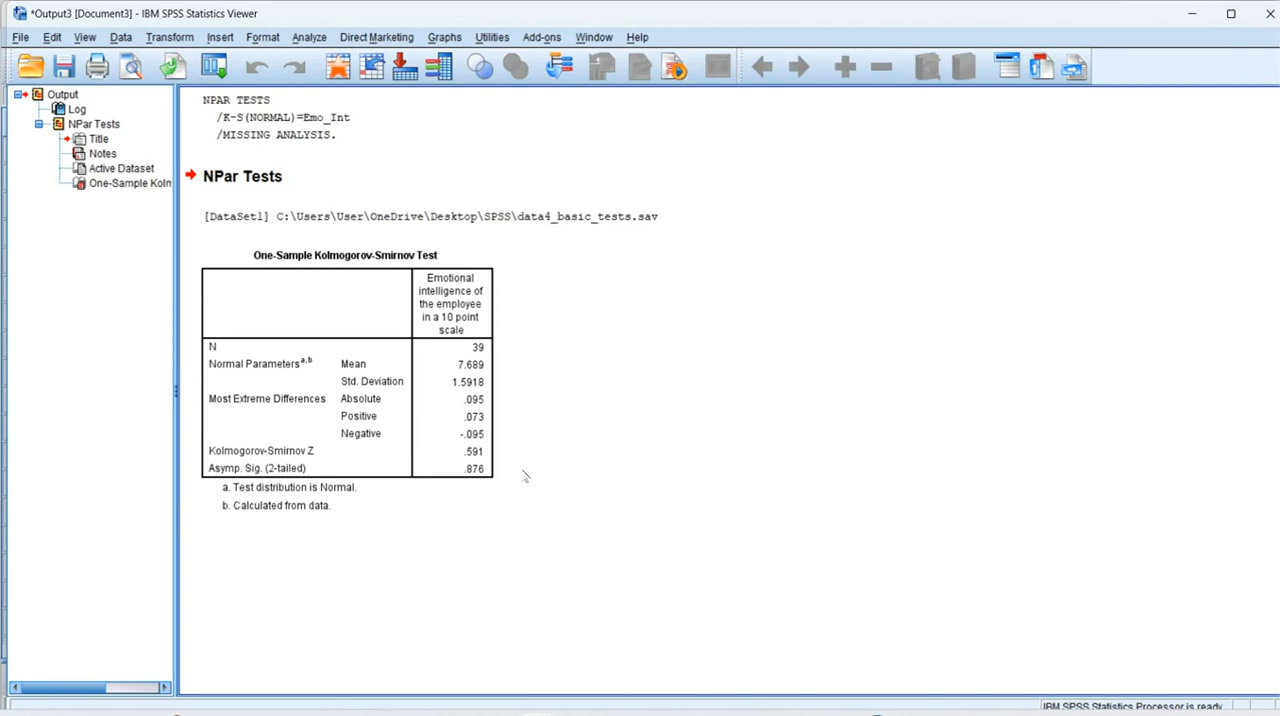 *Output3 [Document3] - IBM SPSS Statistics Viewer
File Edit View Data Transform Insert Format Analyze Direct Marketing Graphs Utilities Add-ons Window Help
Output
Log
NPar Tests
Title
Notes
Active Dataset
One-Sample Koln
NPAR TESTS
/K-S(NORMAL)=Emo_Int
/MISSING ANALYSIS.
NPar Tests
[DataSet1] C:\Users\User\OneDrive\Desktop\SPSS\data4_basic_tests.sav
One-Sample Kolmogorov-Smirnov Test
Emotional
intelligence of
the employee
in a 10 point
scale
N 39
Normal Parameters a,b Mean 7.689
Std. Deviation 1.5918
Most Extreme Differences Absolute .095
Positive .073
Negative -.095
Kolmogorov-Smirnov Z .591
Asymp. Sig. (2-tailed) .876
a. Test distribution is Normal.
b. Calculated from data.
IBM SPSS Statistics Processor is ready